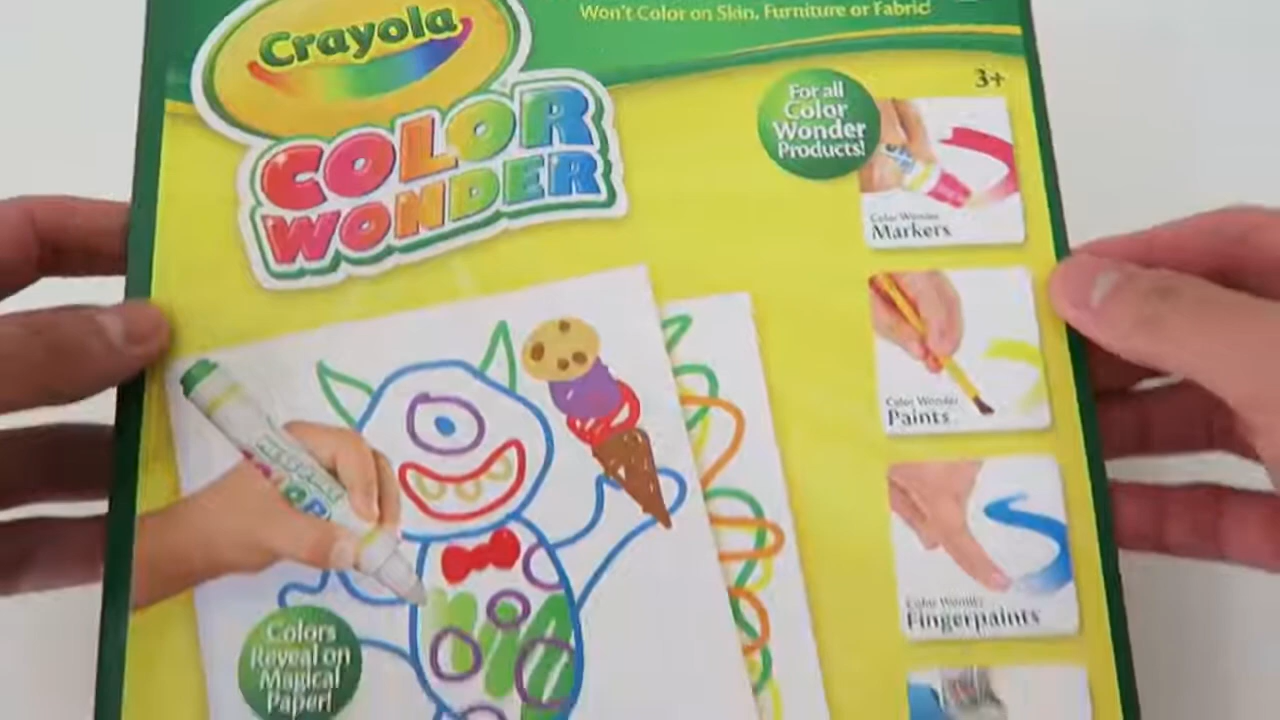 Won't Color on Skin, Furniture or Fabric!
Crayola
COLOR
WONDER
3+
For all
Color
Wonder
Products!
Color Wonder
Markers
Color Wonder
Paints
Color Wonder
Fingerpaints
Colors
Reveal on
Magical
Paper!